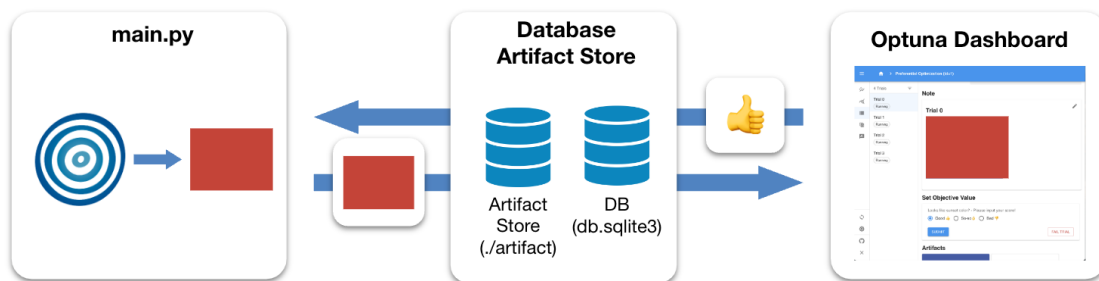 main.py
Database
Artifact Store
Artifact
Store
(./artifact)
DB
(db.sqlite3)
Optuna Dashboard
Note
Trial 0
Set Objective Value
Artifacts